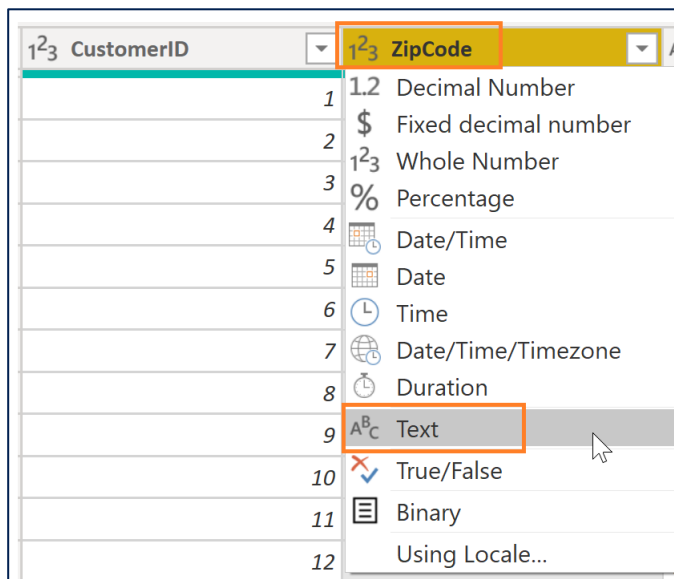 1²3 CustomerID
1²3 ZipCode
1
2
3
4
5
6
7
8
9
10
11
12
1.2 Decimal Number
$ Fixed decimal number
1²3 Whole Number
% Percentage
Date/Time
Date
Time
Date/Time/Timezone
Duration
ABC Text
True/False
Binary
Using Locale...